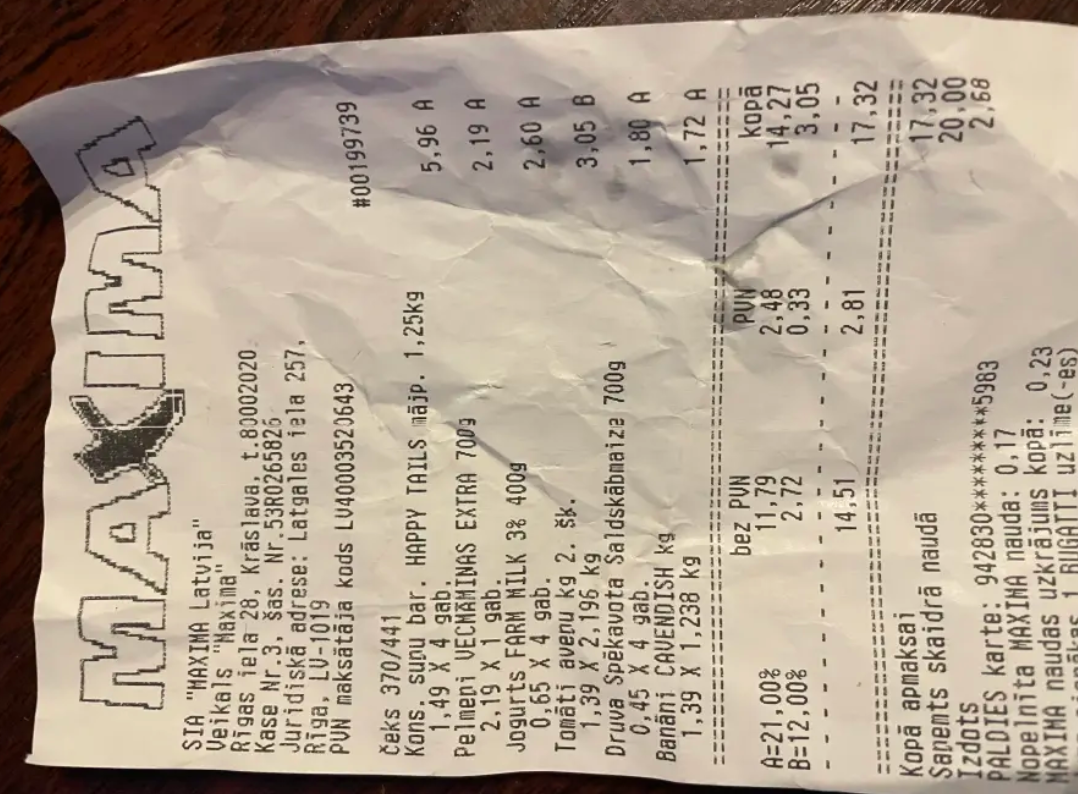 MAXIMA
SIA "MAXIMA Latvija"
Veikals "Maxima"
Rīgas iela 28, Krāslava, t.80002020
Kase Nr.3, šas. Nr.53R0265826
Juridiskā adrese: Latgales iela 257,
Rīga, LV-1019
PVN maksātāja kods LV40003520643
#00199739
Čeks 370/441
Kons. suņu bar. HAPPY TAILS mājp. 1,25kg
1,49 X 4 gab. 5,96 A
Pelmeņi VECMĀMIŅAS EXTRA 700g
2,19 X 1 gab. 2,19 A
Jogurts FARM MILK 3% 400g
0,65 X 4 gab. 2,60 A
Tomāti aveņu kg 2. šķ.
1,39 X 2,196 kg 3,05 B
Druva Spēkavota Saldskābmaize 700g
0,45 X 4 gab. 1,80 A
Banāni CAVENDISH kg
1,39 X 1,238 kg 1,72 A
bez PVN PVN kopā
A=21,00% 11,79 2,48 14,27
B=12,00% 2,72 0,33 3,05
14,51 2,81 17,32
Kopā apmaksai 17,32
Saņemts skaidrā naudā 20,00
Izdots 2,68
PALDIES karte: 942830*********5983
Nopelnīta MAXIMA nauda: 0,17
MAXIMA naudas uzkrājums kopā: 0,23
1 BUGATTI uzlīme(-es)